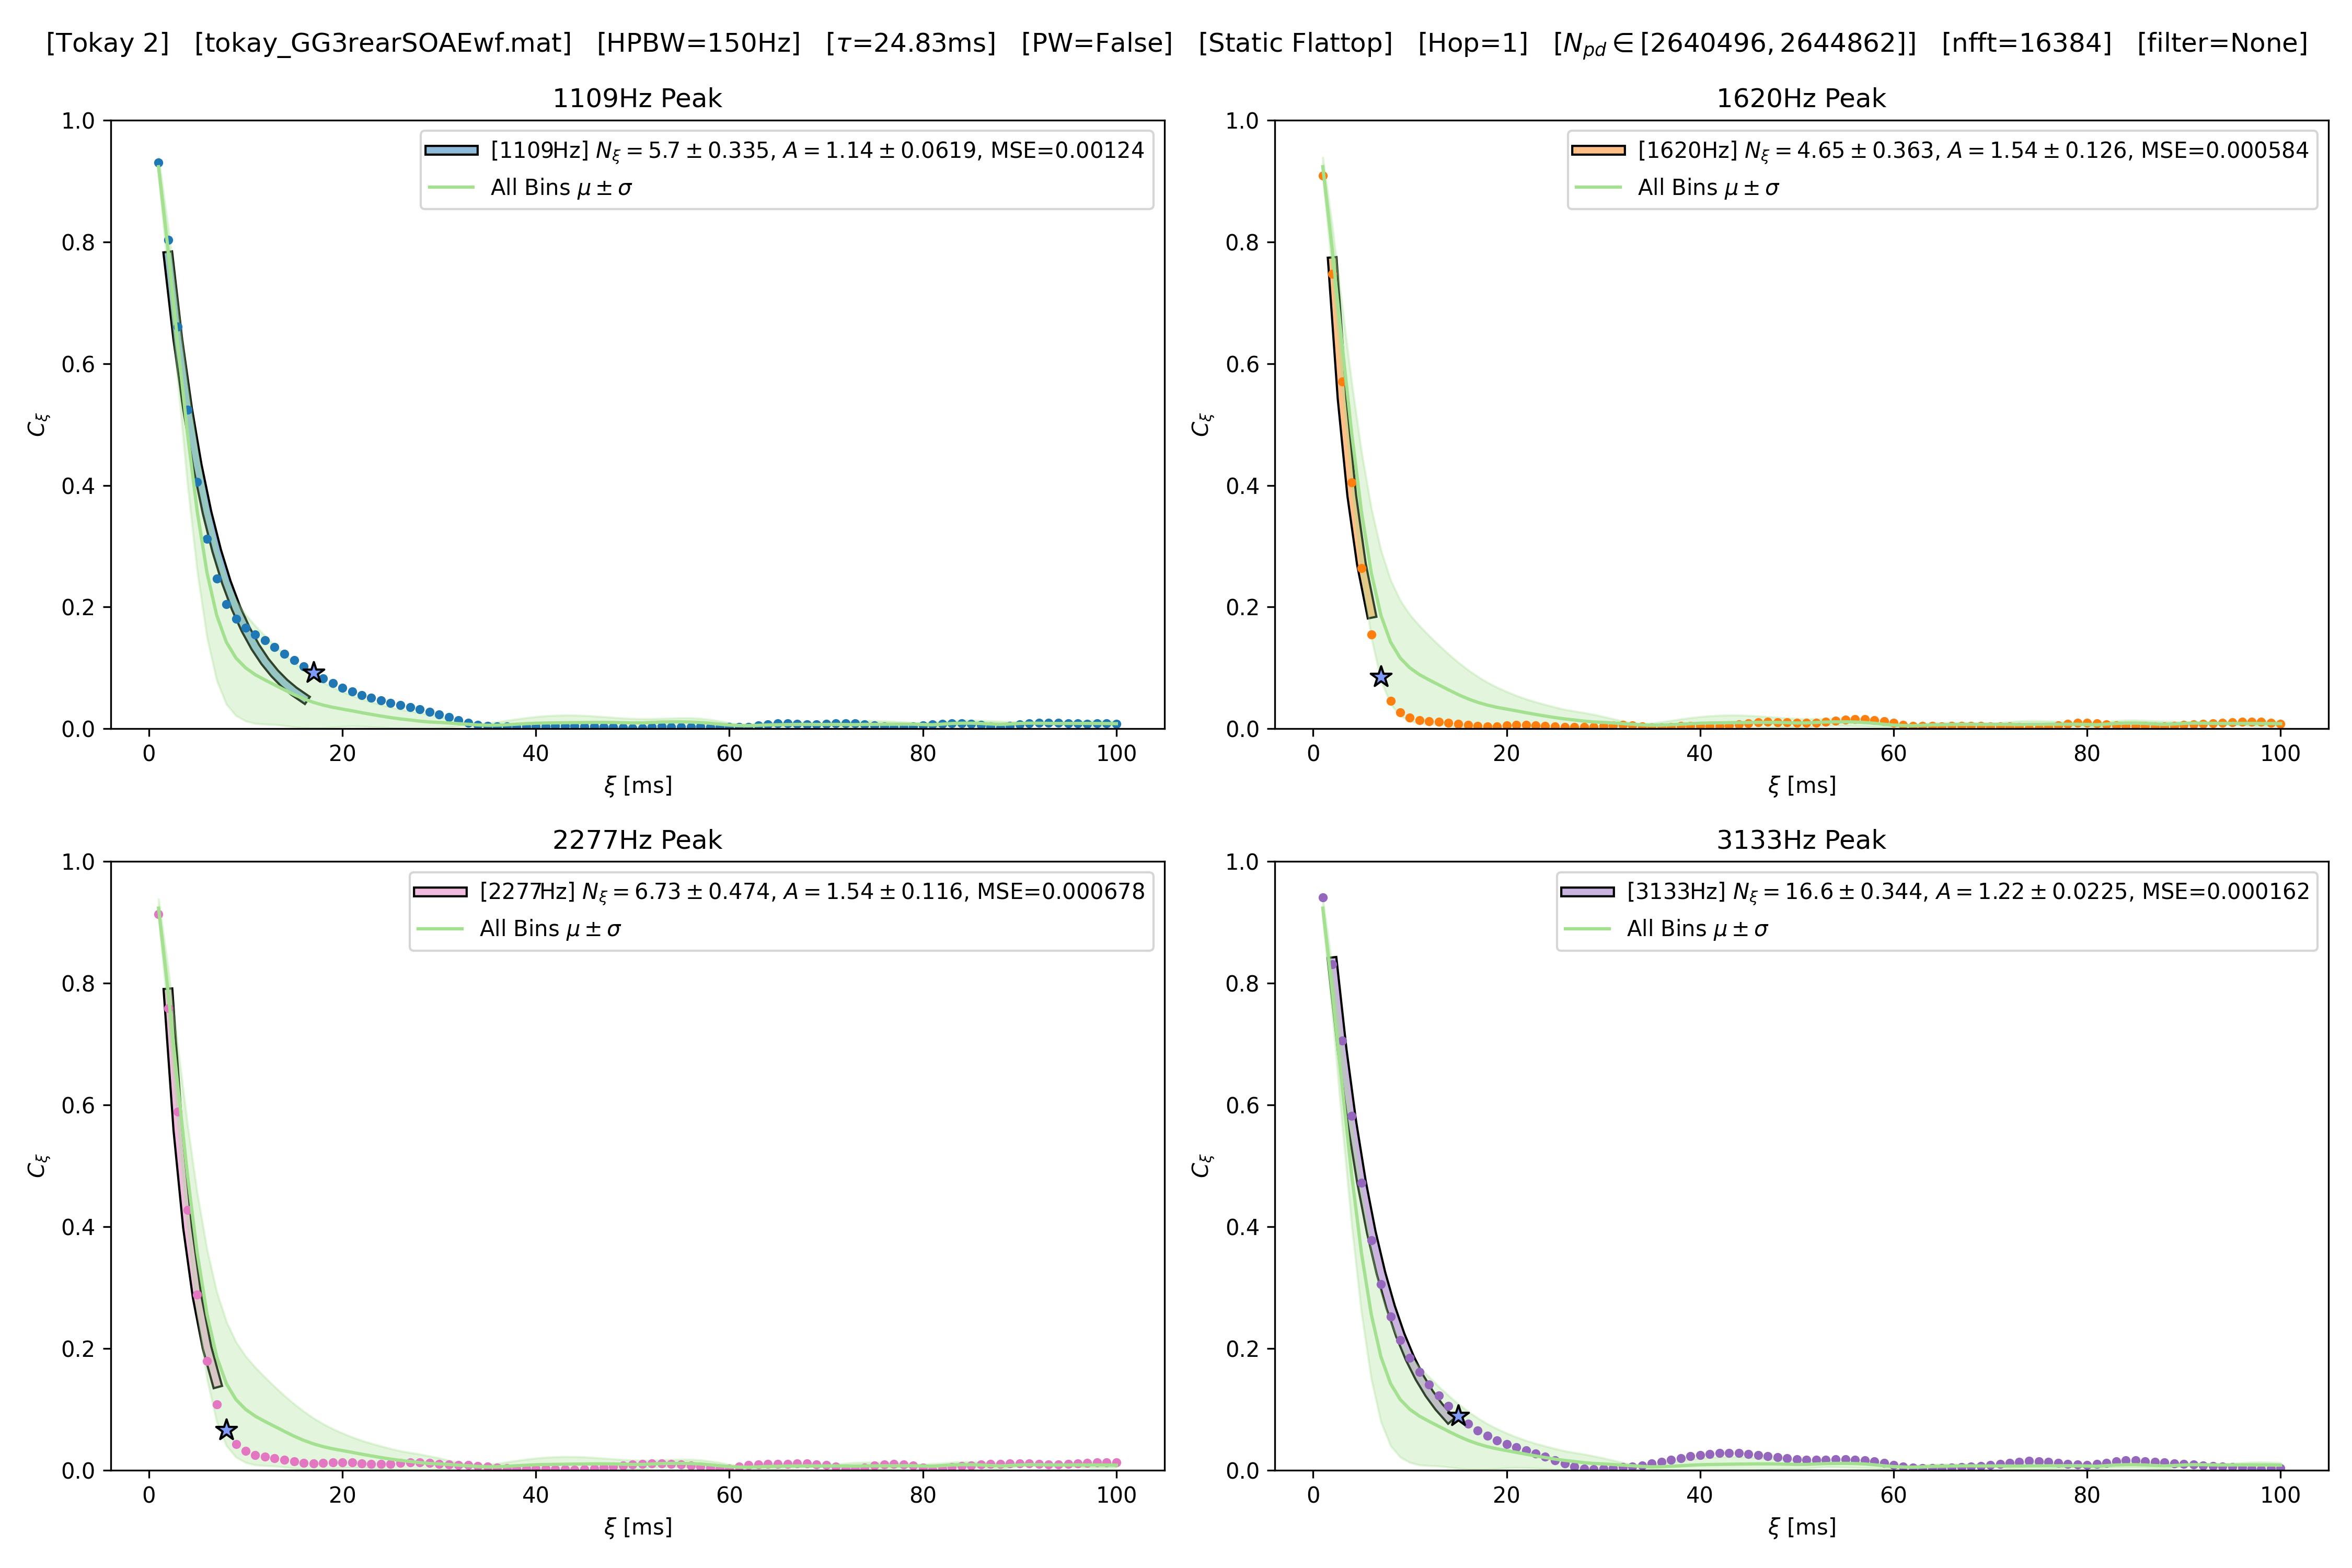 [Tokay 2] [tokay_GG3rearSOAEwf.mat] [HPBW=150Hz] [τ=24.83ms] [PW=False] [Static Flattop] [Hop=1] [N_pd ∈ [2640496, 2644862]] [nfft=16384] [filter=None]
1109Hz Peak
[1109Hz] N_ξ = 5.7 ± 0.335, A = 1.14 ± 0.0619, MSE=0.00124
All Bins μ ± σ
1.0
0.8
0.6
0.4
0.2
0.0
C_ξ
0 20 40 60 80 100
ξ [ms]
1620Hz Peak
[1620Hz] N_ξ = 4.65 ± 0.363, A = 1.54 ± 0.126, MSE=0.000584
All Bins μ ± σ
1.0
0.8
0.6
0.4
0.2
0.0
C_ξ
0 20 40 60 80 100
ξ [ms]
2277Hz Peak
[2277Hz] N_ξ = 6.73 ± 0.474, A = 1.54 ± 0.116, MSE=0.000678
All Bins μ ± σ
1.0
0.8
0.6
0.4
0.2
0.0
C_ξ
0 20 40 60 80 100
ξ [ms]
3133Hz Peak
[3133Hz] N_ξ = 16.6 ± 0.344, A = 1.22 ± 0.0225, MSE=0.000162
All Bins μ ± σ
1.0
0.8
0.6
0.4
0.2
0.0
C_ξ
0 20 40 60 80 100
ξ [ms]